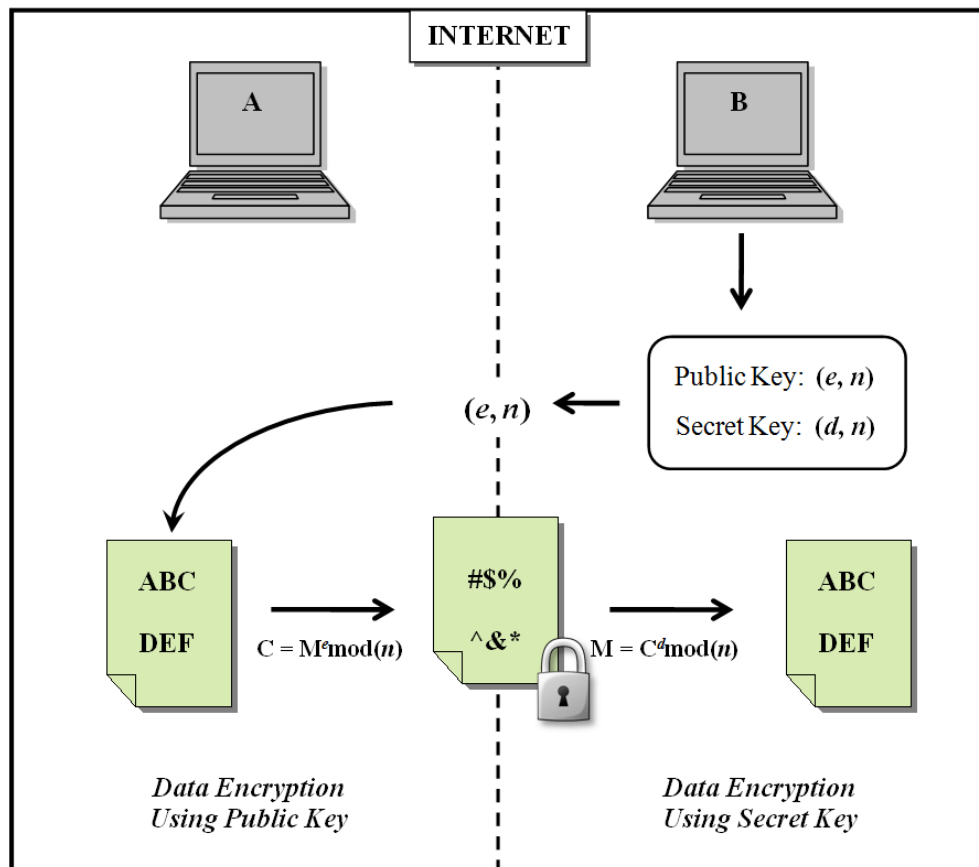 INTERNET
A
B
Public Key: (e, n)
Secret Key: (d, n)
(e, n)
ABC
DEF
C = Mᵉmod(n)
#$%
^&*
M = Cᵈmod(n)
ABC
DEF
Data Encryption
Using Public Key
Data Encryption
Using Secret Key